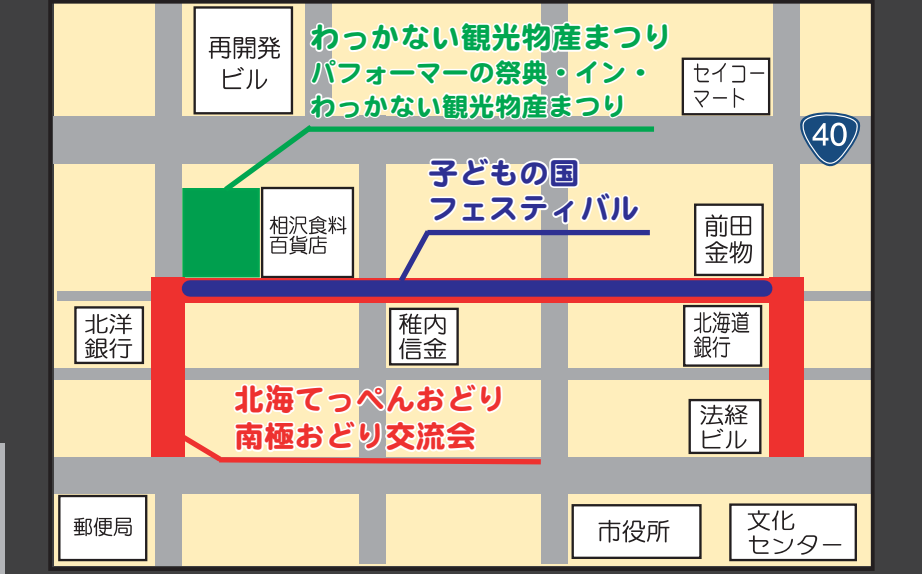 再開発
ビル
わっかない観光物産まつり
パフォーマーの祭典・イン・
わっかない観光物産まつり
セイコー
マート
40
子どもの国
フェスティバル
相沢食料
百貨店
前田
金物
北洋
銀行
稚内
信金
北海道
銀行
北海てっぺんおどり
南極おどり交流会
法経
ビル
郵便局
市役所
文化
センター